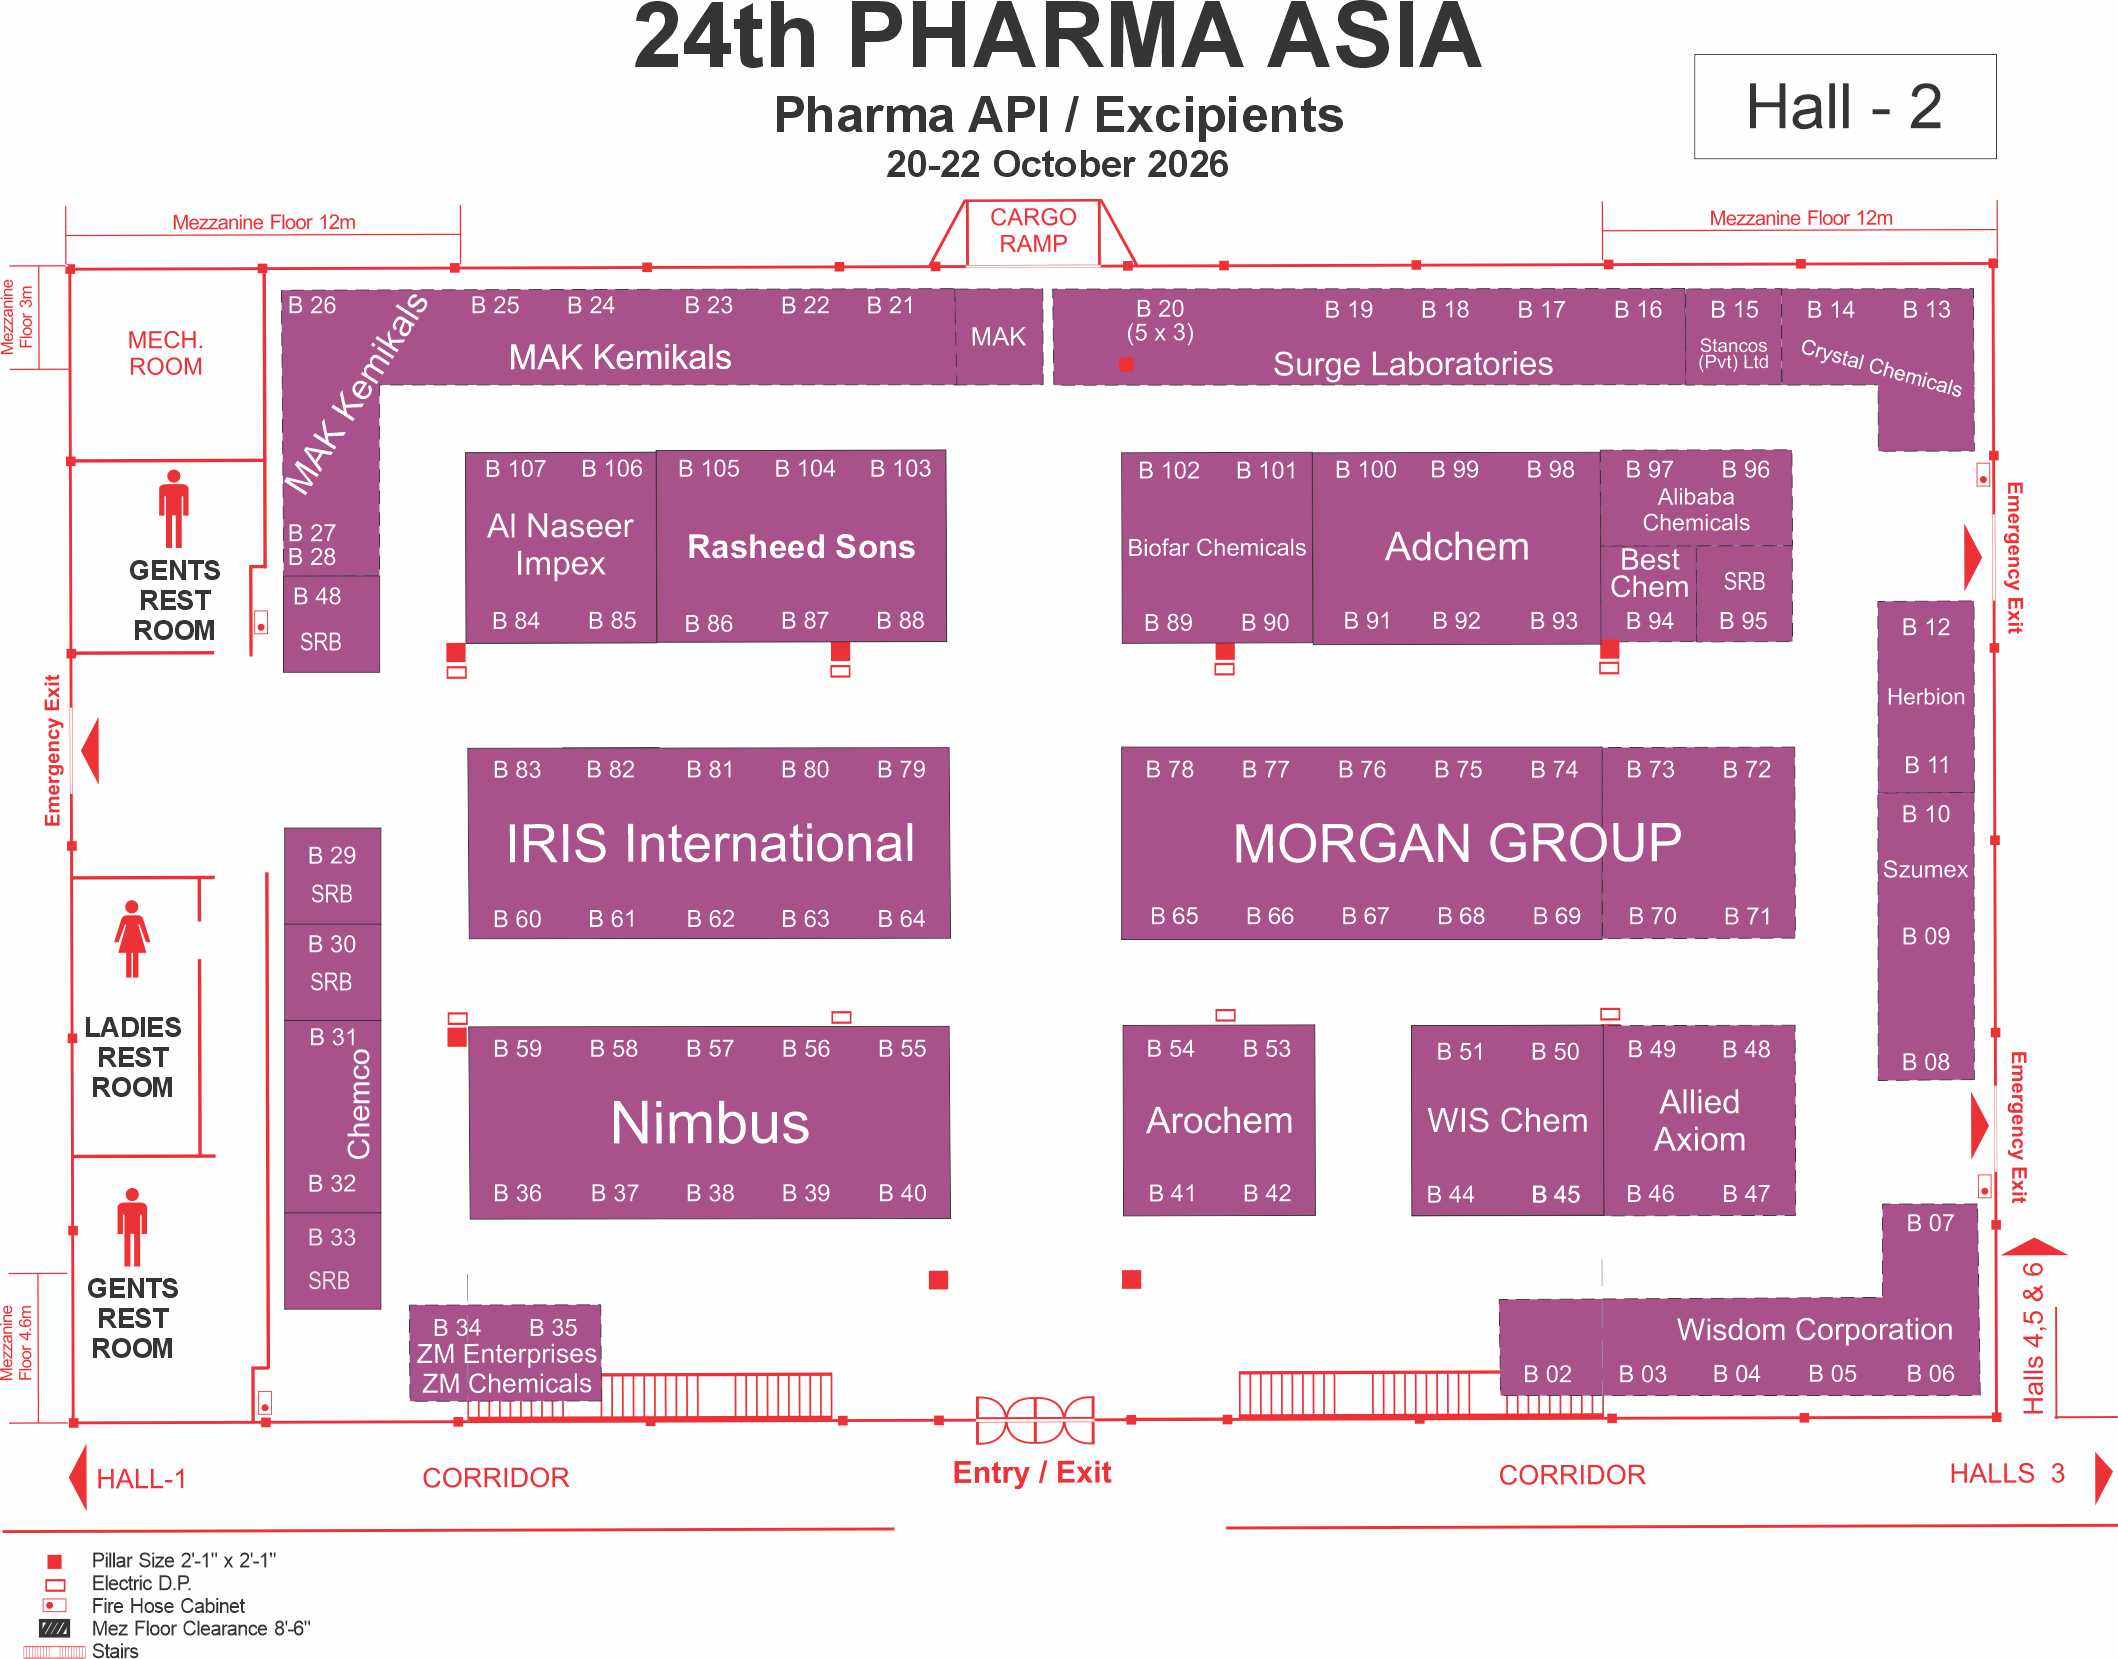 24th PHARMA ASIA
Pharma API / Excipients
20-22 October 2026
Hall - 2
Mezzanine Floor 12m
CARGO
RAMP
Mezzanine Floor 12m
Mezzanine
Floor 3m
MECH.
ROOM
B 26
B 25
B 24
B 23
B 22
B 21
MAK Kemikals
MAK Kemikals
MAK
B 27
B 28
B 20
(5 x 3)
B 19
B 18
B 17
B 16
Surge Laboratories
B 15
Stancos
(Pvt) Ltd
B 14
B 13
Crystal Chemicals
GENTS
REST
ROOM
B 48
SRB
B 107
B 106
Al Naseer
Impex
B 84
B 85
B 105
B 104
B 103
Rasheed Sons
B 86
B 87
B 88
B 102
B 101
Biofar Chemicals
B 89
B 90
B 100
B 99
B 98
Adchem
B 91
B 92
B 93
B 97
B 96
Alibaba
Chemicals
Best
Chem
B 94
SRB
B 95
Emergency Exit
B 12
Herbion
B 11
Emergency Exit
B 83
B 82
B 81
B 80
B 79
IRIS International
B 60
B 61
B 62
B 63
B 64
B 78
B 77
B 76
B 75
B 74
B 73
B 72
MORGAN GROUP
B 65
B 66
B 67
B 68
B 69
B 70
B 71
B 10
Szumex
B 09
B 08
B 29
SRB
B 30
SRB
B 31
Chemco
B 32
B 33
SRB
LADIES
REST
ROOM
B 59
B 58
B 57
B 56
B 55
Nimbus
B 36
B 37
B 38
B 39
B 40
B 54
B 53
Arochem
B 41
B 42
B 51
B 50
WIS Chem
B 44
B 45
B 49
B 48
Allied
Axiom
B 46
B 47
Emergency Exit
GENTS
REST
ROOM
Mezzanine
Floor 4.6m
B 34
B 35
ZM Enterprises
ZM Chemicals
B 07
Wisdom Corporation
B 02
B 03
B 04
B 05
B 06
Halls 4,5 & 6
HALL-1
CORRIDOR
Entry / Exit
CORRIDOR
HALLS 3
Pillar Size 2'-1" x 2'-1"
Electric D.P.
Fire Hose Cabinet
Mez Floor Clearance 8'-6"
Stairs